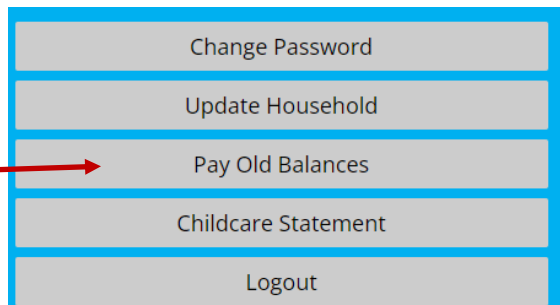 Change Password
Update Household
Pay Old Balances
Childcare Statement
Logout